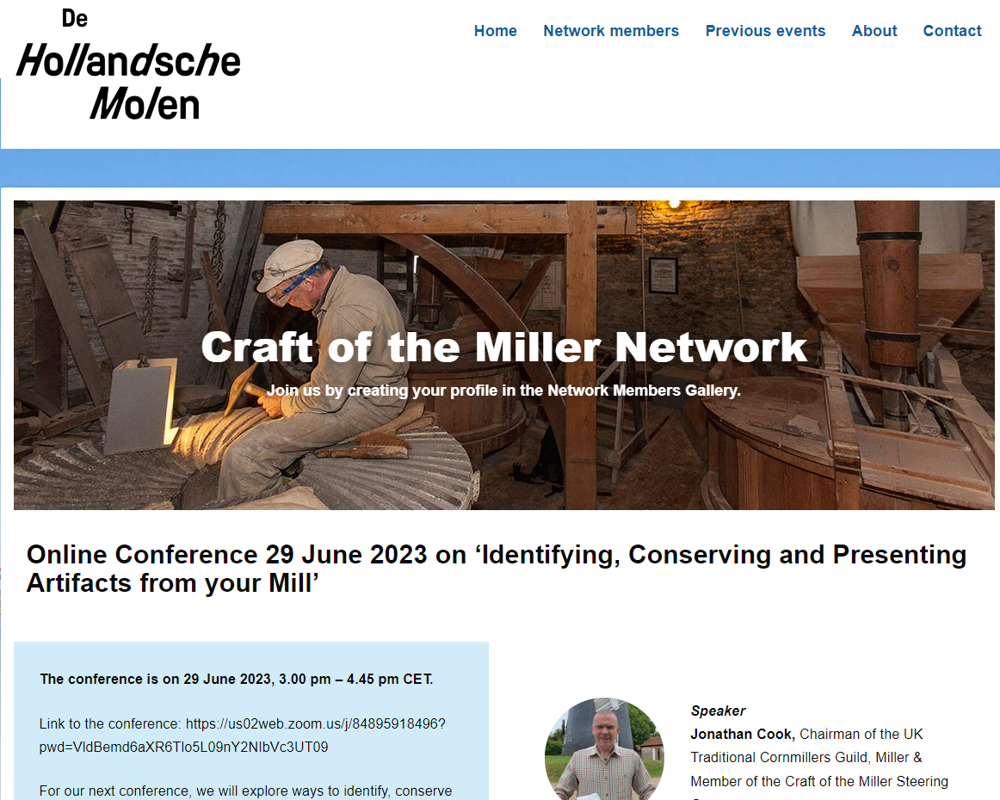 De
Hollandsche
Molen
Home Network members Previous events About Contact
Craft of the Miller Network
Join us by creating your profile in the Network Members Gallery.
Online Conference 29 June 2023 on ‘Identifying, Conserving and Presenting
Artifacts from your Mill’
The conference is on 29 June 2023, 3.00 pm – 4.45 pm CET.
Link to the conference: https://us02web.zoom.us/j/84895918496?
pwd=VldBemd6aXR6Tlo5L09nY2NIbVc3UT09
For our next conference, we will explore ways to identify, conserve
Speaker
Jonathan Cook, Chairman of the UK
Traditional Cornmillers Guild, Miller &
Member of the Craft of the Miller Steering